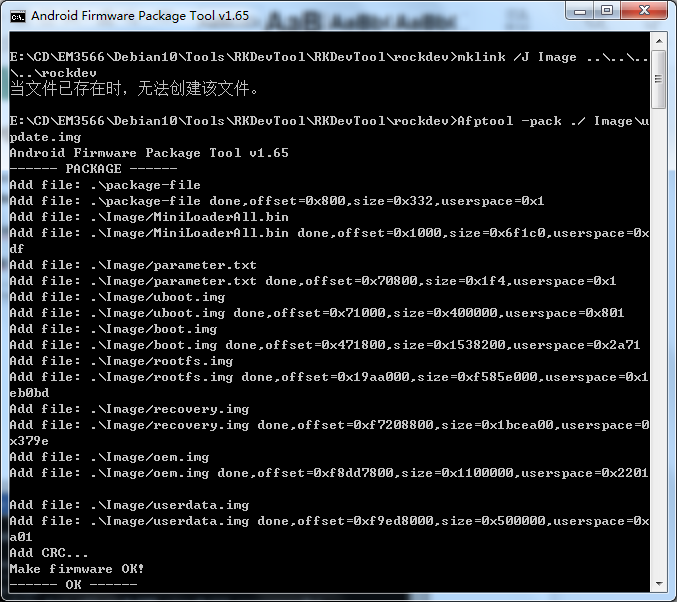 Android Firmware Package Tool v1.65
E:\CD\EM3566\Debian10\Tools\RKDevTool\RKDevTool\rockdev>mklink /J Image ..\..\..
\..\rockdev
当文件已存在时，无法创建该文件。
E:\CD\EM3566\Debian10\Tools\RKDevTool\RKDevTool\rockdev>Afptool -pack ./ Image\u
pdate.img
Android Firmware Package Tool v1.65
------ PACKAGE ------
Add file: .\package-file
Add file: .\package-file done,offset=0x800,size=0x332,userspace=0x1
Add file: .\Image/MiniLoaderAll.bin
Add file: .\Image/MiniLoaderAll.bin done,offset=0x1000,size=0x6f1c0,userspace=0x
df
Add file: .\Image/parameter.txt
Add file: .\Image/parameter.txt done,offset=0x70800,size=0x1f4,userspace=0x1
Add file: .\Image/uboot.img
Add file: .\Image/uboot.img done,offset=0x71000,size=0x400000,userspace=0x801
Add file: .\Image/boot.img
Add file: .\Image/boot.img done,offset=0x471800,size=0x1538200,userspace=0x2a71
Add file: .\Image/rootfs.img
Add file: .\Image/rootfs.img done,offset=0x19aa000,size=0xf585e000,userspace=0x1
eb0bd
Add file: .\Image/recovery.img
Add file: .\Image/recovery.img done,offset=0xf7208800,size=0x1bcea00,userspace=0
x379e
Add file: .\Image/oem.img
Add file: .\Image/oem.img done,offset=0xf8dd7800,size=0x1100000,userspace=0x2201
Add file: .\Image/userdata.img
Add file: .\Image/userdata.img done,offset=0xf9ed8000,size=0x500000,userspace=0x
a01
Add CRC...
Make firmware OK!
------ OK ------